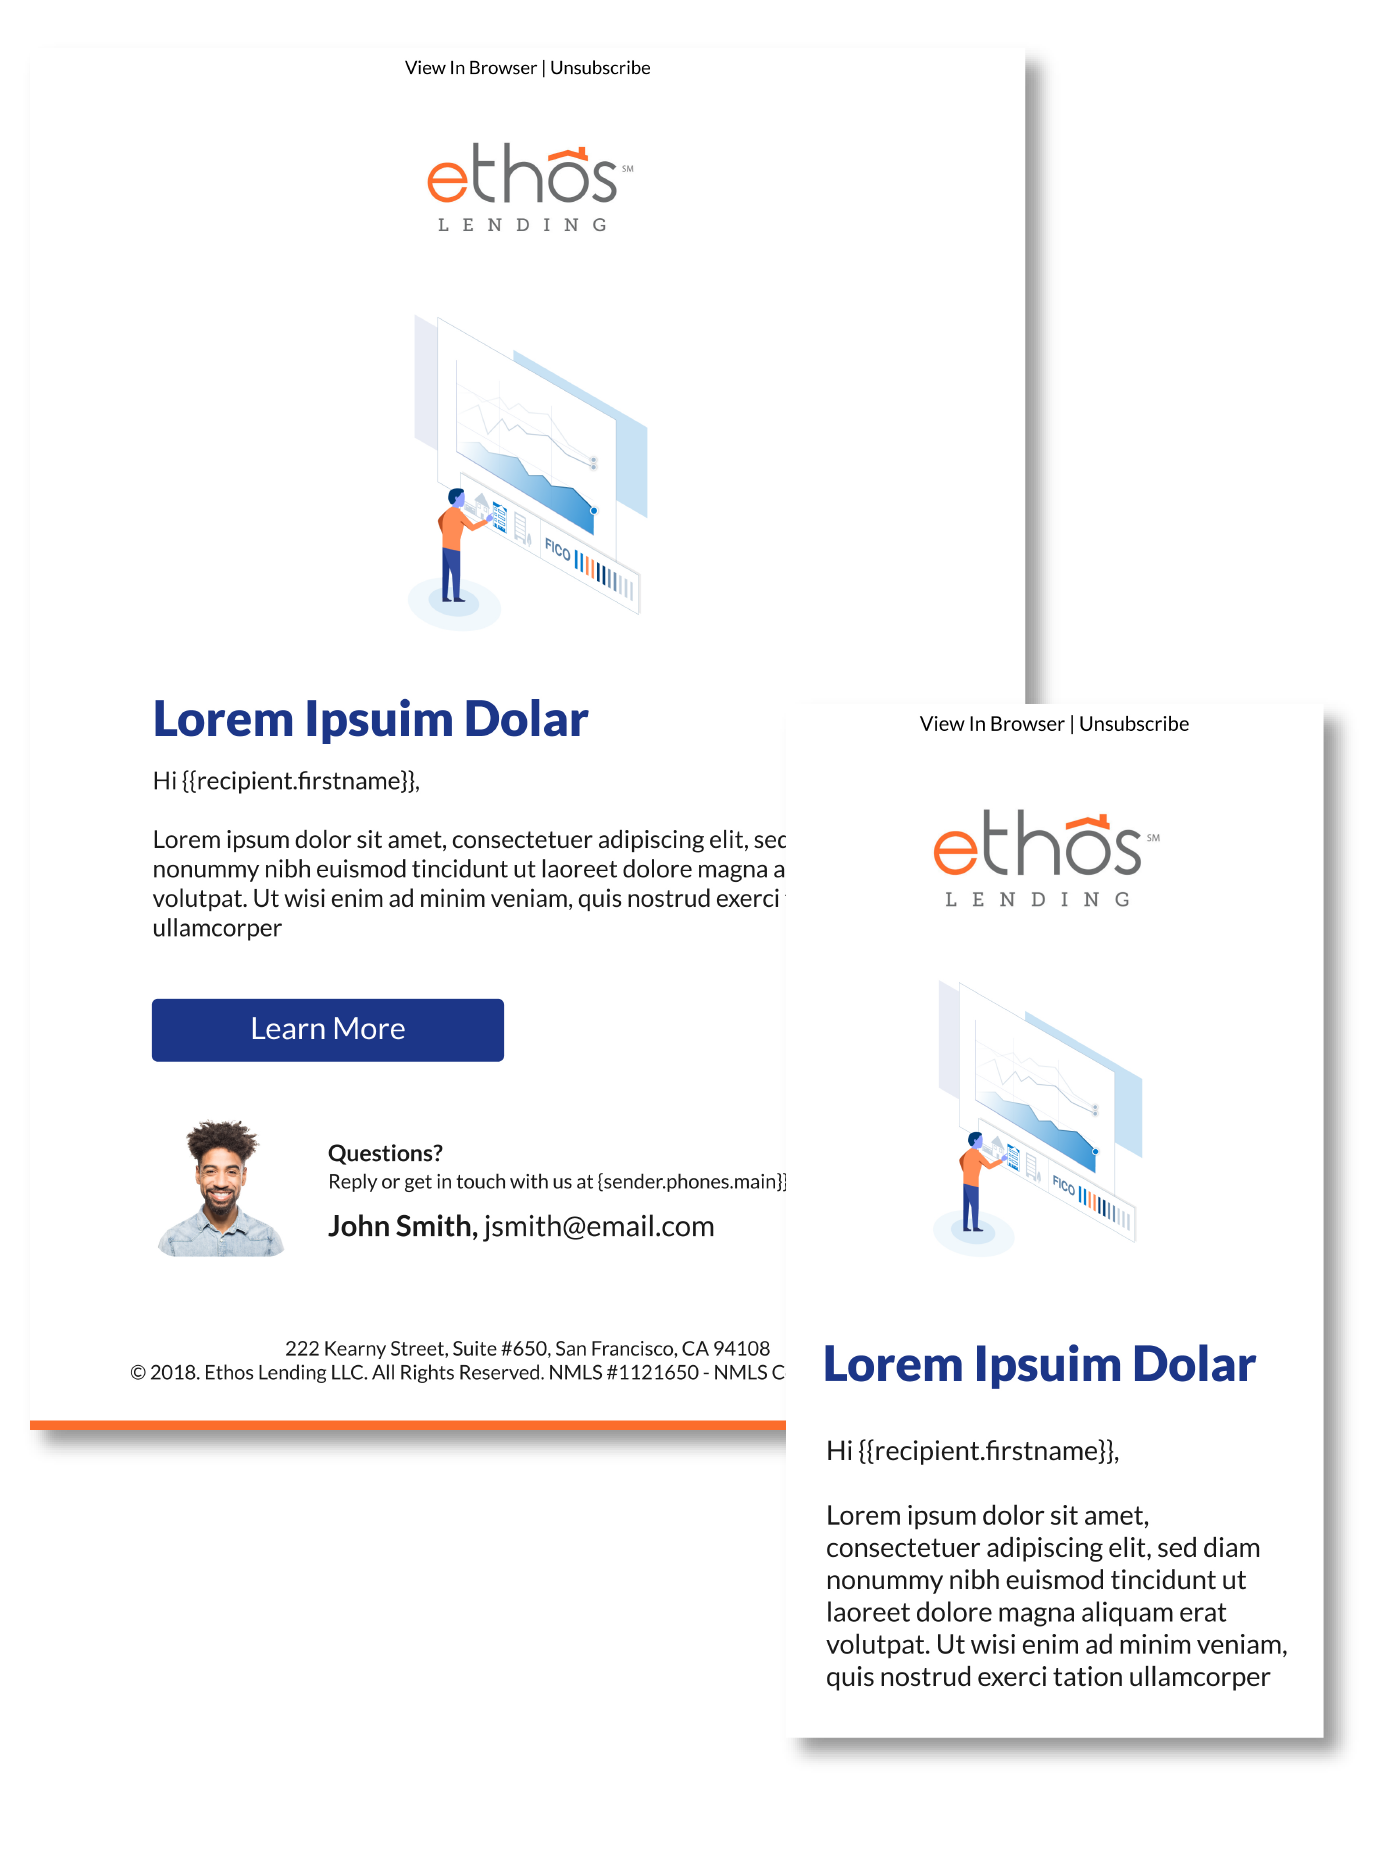 View In Browser | Unsubscribe
ethos SM
LENDING
FICO
Lorem Ipsuim Dolar
Hi {{recipient.firstname}},
Lorem ipsum dolor sit amet, consectetuer adipiscing elit, sed
nonummy nibh euismod tincidunt ut laoreet dolore magna a
volutpat. Ut wisi enim ad minim veniam, quis nostrud exerci
ullamcorper
Learn More
Questions?
Reply or get in touch with us at {sender.phones.main}}
John Smith, jsmith@email.com
222 Kearny Street, Suite #650, San Francisco, CA 94108
© 2018. Ethos Lending LLC. All Rights Reserved. NMLS #1121650 - NMLS
View In Browser | Unsubscribe
ethos SM
LENDING
FICO
Lorem Ipsuim Dolar
Hi {{recipient.firstname}},
Lorem ipsum dolor sit amet,
consectetuer adipiscing elit, sed diam
nonummy nibh euismod tincidunt ut
laoreet dolore magna aliquam erat
volutpat. Ut wisi enim ad minim veniam,
quis nostrud exerci tation ullamcorper